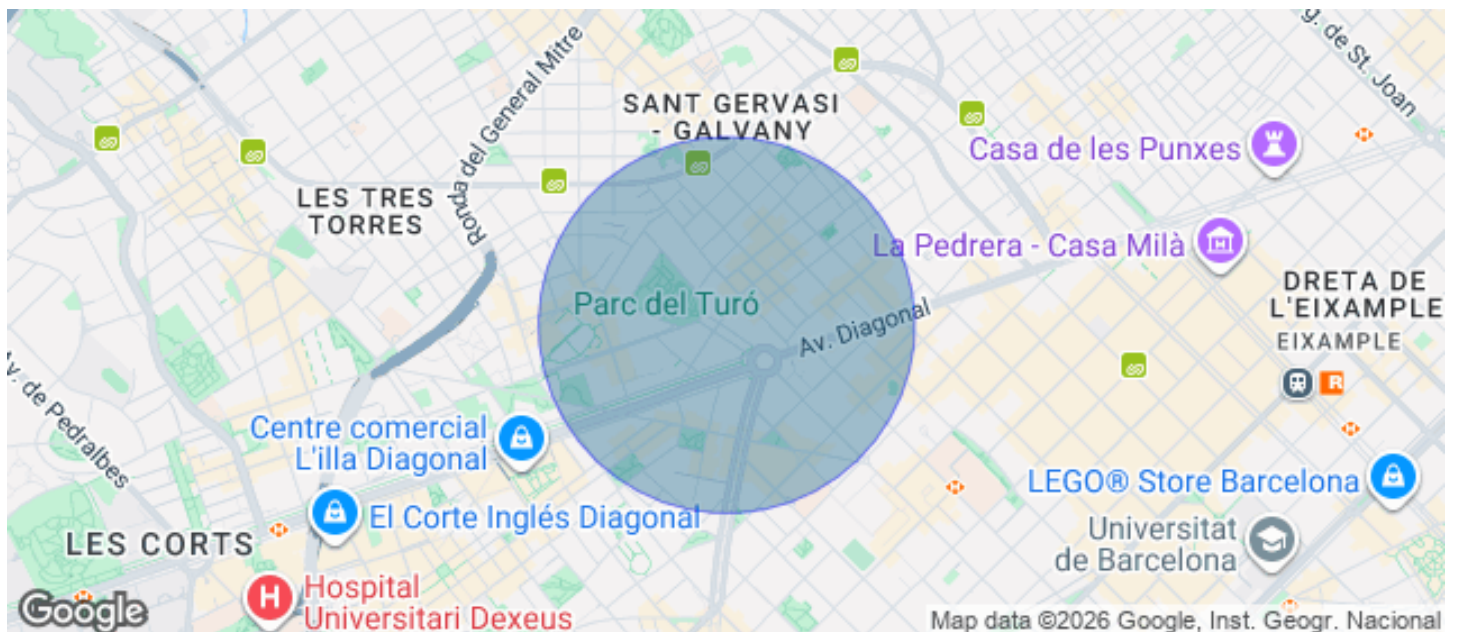 g. de St. Joan
Ronda del General Mitre
SANT GERVASI
- GALVANY
Casa de les Punxes
LES TRES
TORRES
La Pedrera - Casa Milà
DRETA DE
L'EIXAMPLE
EIXAMPLE
Parc del Turó
Av. Diagonal
R
Av. de Pedralbes
Centre comercial
L'illa Diagonal
LEGO® Store Barcelona
El Corte Inglés Diagonal
Universitat
de Barcelona
LES CORTS
H
Hospital
Universitari Dexeus
Google
Map data ©2026 Google, Inst. Geogr. Nacional